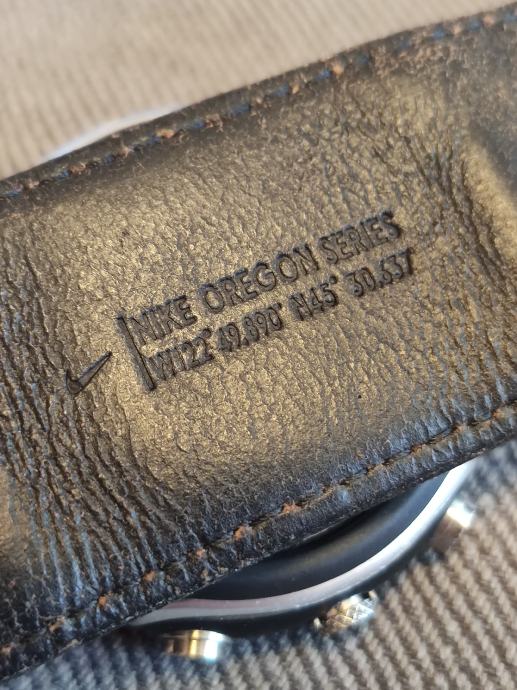 NIKE OREGON SERIES
W122° 49.890' N45° 30.637'